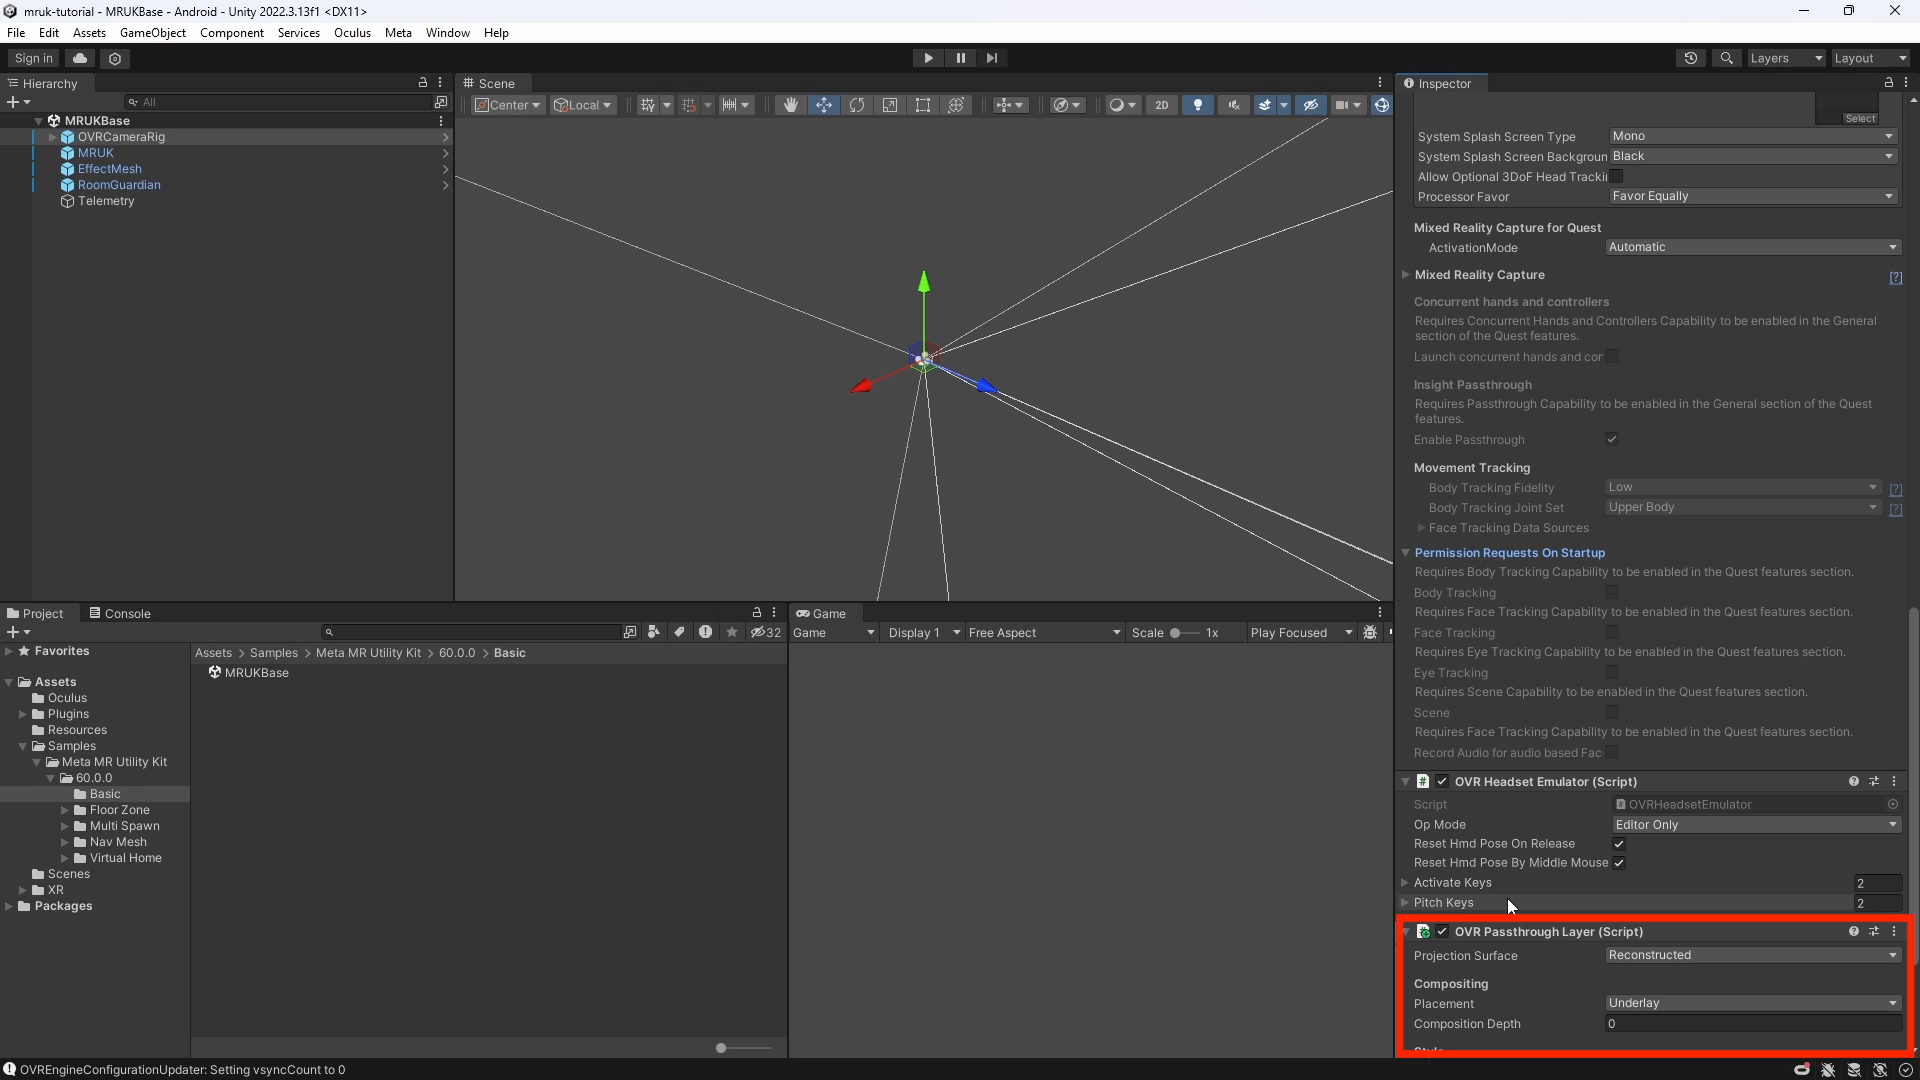 mruk-tutorial - MRUKBase - Android - Unity 2022.3.13f1 <DX11>
File Edit Assets GameObject Component Services Oculus Meta Window Help
Sign in
Layers
Layout
Hierarchy
All
MRUKBase
OVRCameraRig
MRUK
EffectMesh
RoomGuardian
Telemetry
Scene
Center
Local
2D
Inspector
Select
System Splash Screen Type Mono
System Splash Screen Backgroun Black
Allow Optional 3DoF Head Tracki
Processor Favor Favor Equally
Mixed Reality Capture for Quest
ActivationMode Automatic
Mixed Reality Capture [?]
Concurrent hands and controllers
Requires Concurrent Hands and Controllers Capability to be enabled in the General
section of the Quest features.
Launch concurrent hands and cor
Insight Passthrough
Requires Passthrough Capability to be enabled in the General section of the Quest
features.
Enable Passthrough
Movement Tracking
Body Tracking Fidelity Low [?]
Body Tracking Joint Set Upper Body [?]
Face Tracking Data Sources
Permission Requests On Startup
Requires Body Tracking Capability to be enabled in the Quest features section.
Body Tracking
Requires Face Tracking Capability to be enabled in the Quest features section.
Face Tracking
Requires Eye Tracking Capability to be enabled in the Quest features section.
Eye Tracking
Requires Scene Capability to be enabled in the Quest features section.
Scene
Requires Face Tracking Capability to be enabled in the Quest features section.
Record Audio for audio based Fac
# OVR Headset Emulator (Script)
Script OVRHeadsetEmulator
Op Mode Editor Only
Reset Hmd Pose On Release
Reset Hmd Pose By Middle Mouse
Activate Keys 2
Pitch Keys 2
OVR Passthrough Layer (Script)
Projection Surface Reconstructed
Compositing
Placement Underlay
Composition Depth 0
Project Console
32
Favorites
Assets
Oculus
Plugins
Resources
Samples
Meta MR Utility Kit
60.0.0
Basic
Floor Zone
Multi Spawn
Nav Mesh
Virtual Home
Scenes
XR
Packages
Assets > Samples > Meta MR Utility Kit > 60.0.0 > Basic
MRUKBase
Game
Game Display 1 Free Aspect Scale 1x Play Focused
OVREngineConfigurationUpdater: Setting vsyncCount to 0